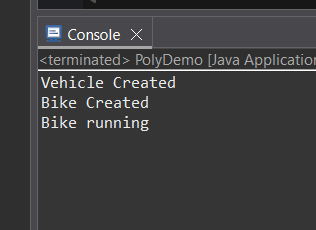 Console
<terminated> PolyDemo [Java Application
Vehicle Created
Bike Created
Bike running